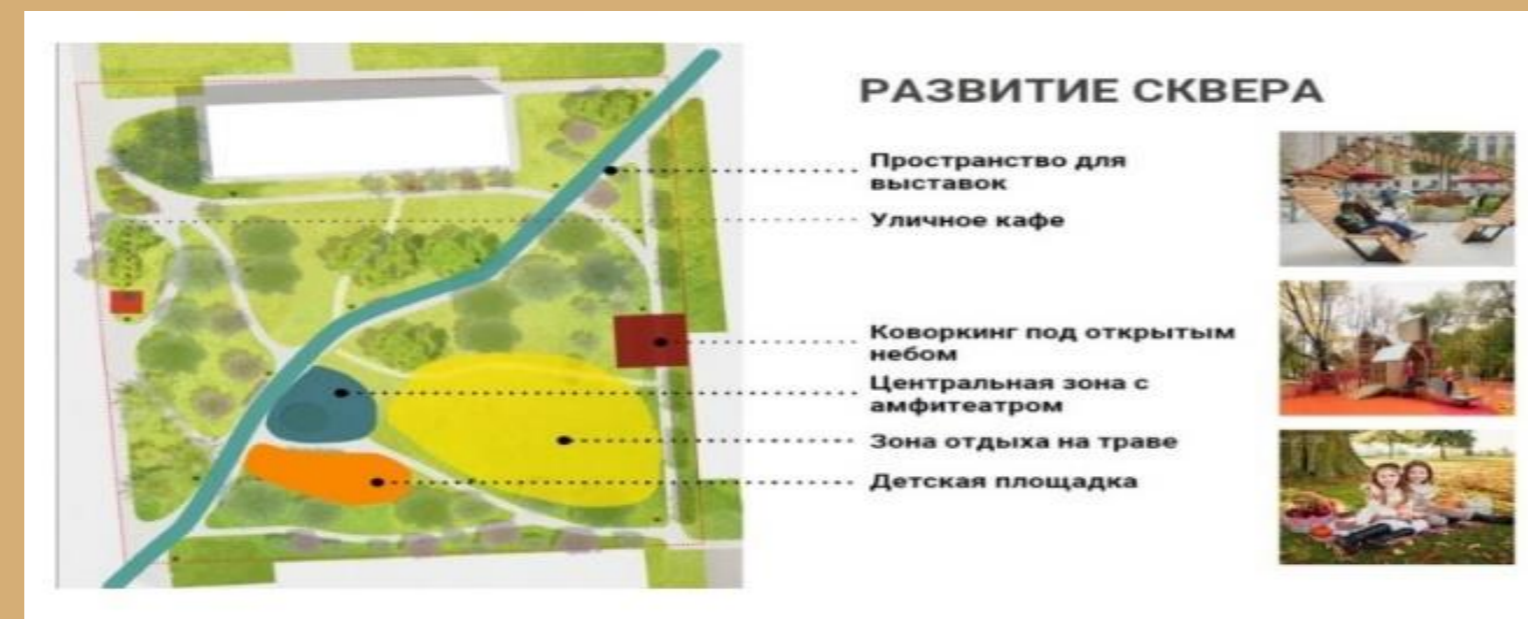 РАЗВИТИЕ СКВЕРА
Пространство для
выставок
Уличное кафе
Коворкинг под открытым
небом
Центральная зона с
амфитеатром
Зона отдыха на траве
Детская площадка